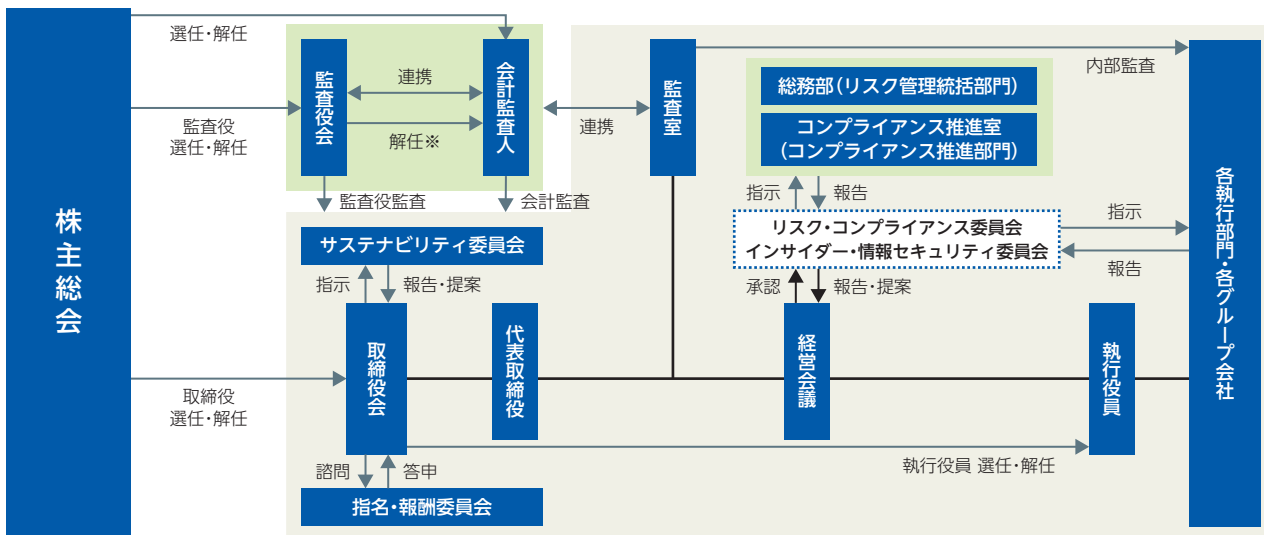 株主総会
選任・解任
監査役
選任・解任
取締役
選任・解任
監査役会
連携
解任※
会計監査人
監査役監査
会計監査
連携
監査室
内部監査
総務部（リスク管理統括部門）
コンプライアンス推進室
（コンプライアンス推進部門）
指示
報告
リスク・コンプライアンス委員会
インサイダー・情報セキュリティ委員会
指示
報告
承認
報告・提案
サステナビリティ委員会
指示
報告・提案
取締役会
代表取締役
経営会議
執行役員
執行役員 選任・解任
諮問
答申
指名・報酬委員会
各執行部門・各グループ会社